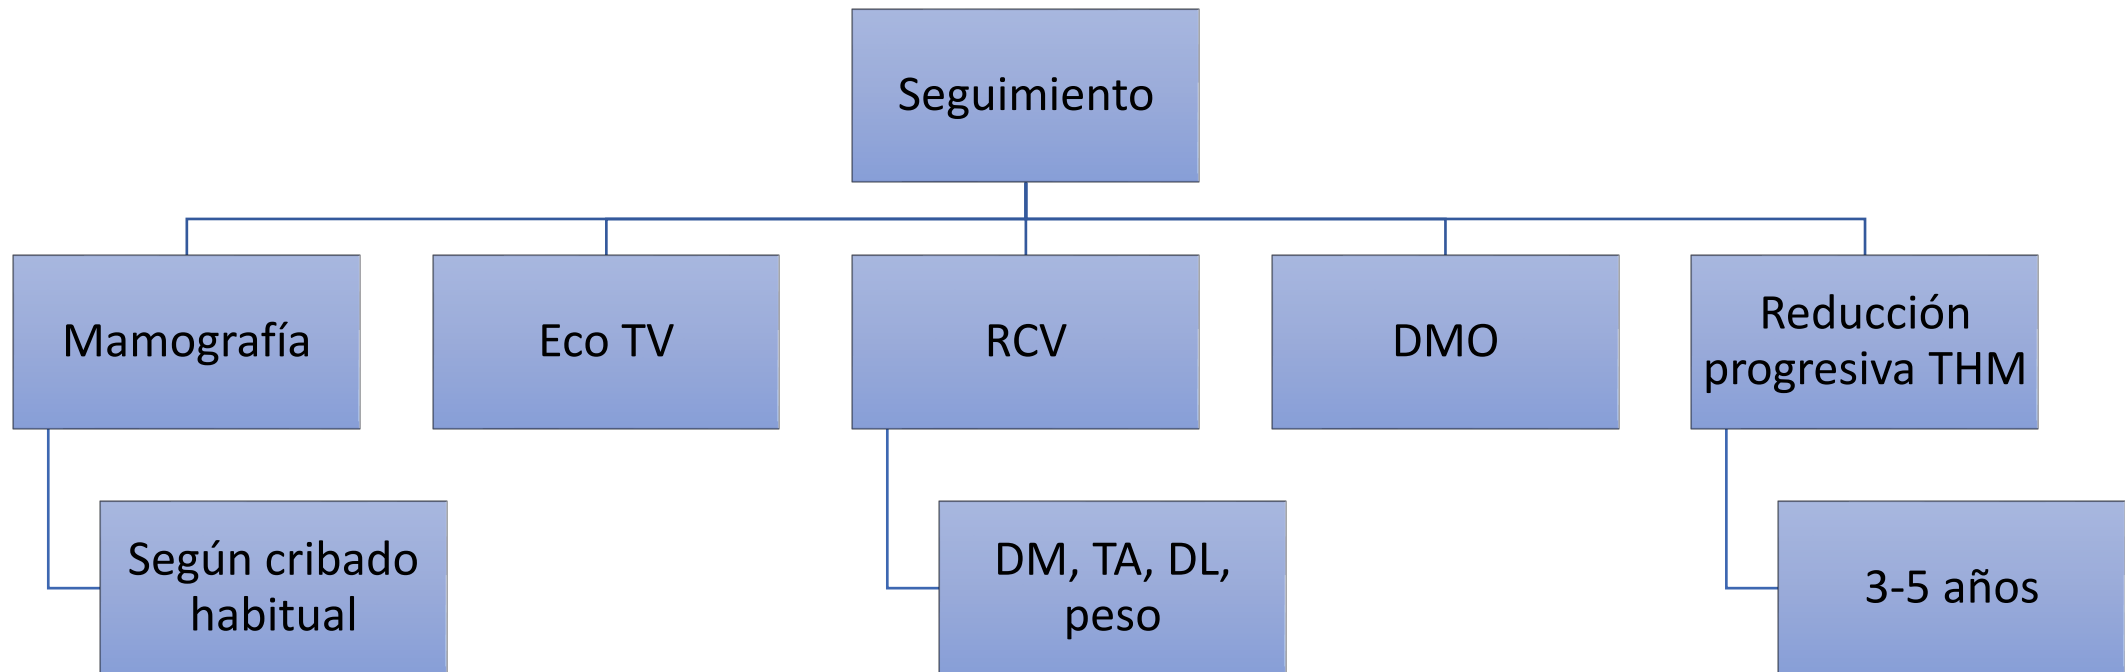 Seguimiento
Mamografía
Eco TV
RCV
DMO
Reducción
progresiva THM
Según cribado
habitual
DM, TA, DL,
peso
3-5 años